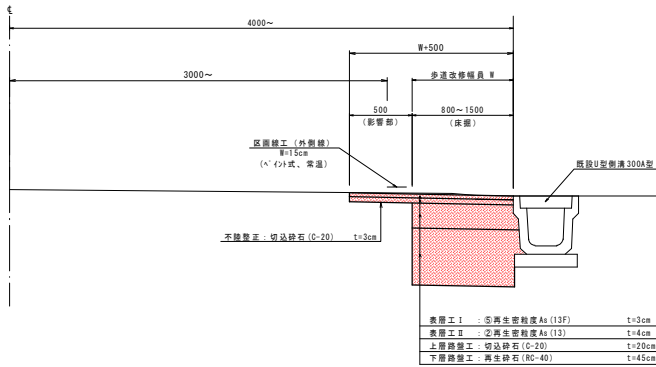 ℄
4000~
W+500
3000~
歩道改修幅員 W
500
(影響部)
800~1500
(床掘)
区画線工 (外側線)
W=15cm
(ペイント式、常温)
既設U型側溝300A型
不陸整正:切込砕石(C-20) t=3cm
表層工Ⅰ :⑤再生密粒度As(13F) t=3cm
表層工Ⅱ :②再生密粒度As(13) t=4cm
上層路盤工:切込砕石(C-20) t=20cm
下層路盤工:再生砕石(RC-40) t=45cm